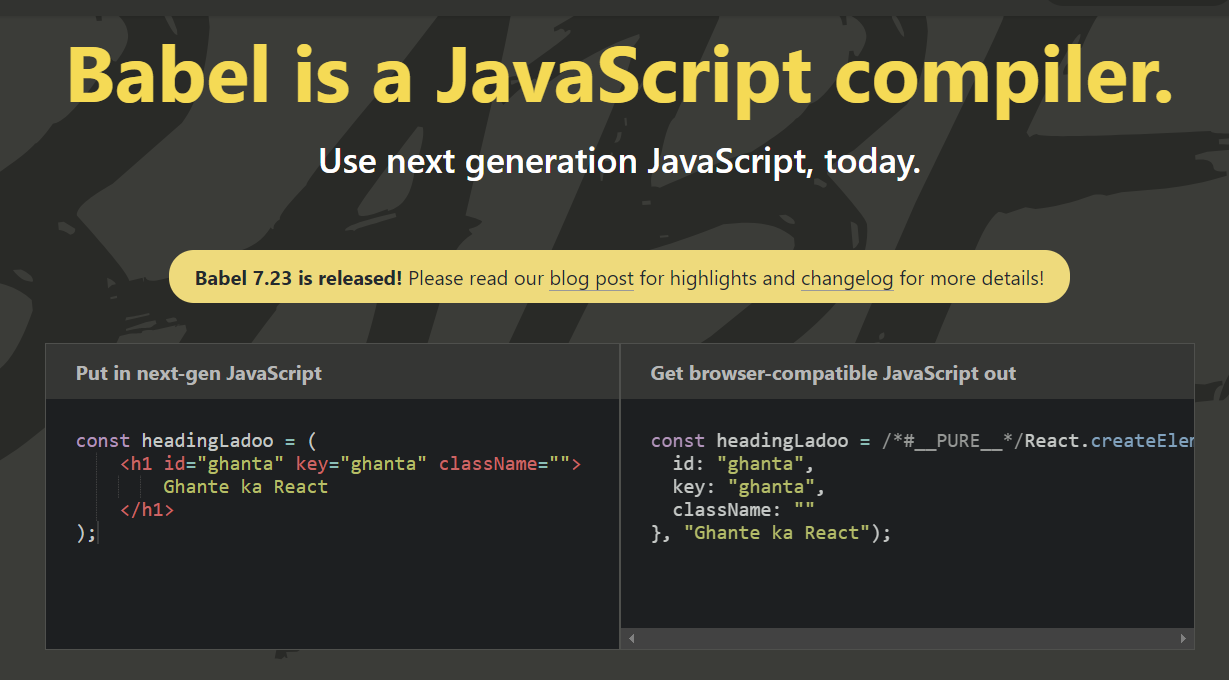 Babel is a JavaScript compiler.
Use next generation JavaScript, today.
Babel 7.23 is released! Please read our blog post for highlights and changelog for more details!
Put in next-gen JavaScript
const headingLadoo = (
    <h1 id="ghanta" key="ghanta" className="">
        Ghante ka React
    </h1>
);
Get browser-compatible JavaScript out
const headingLadoo = /*#__PURE__*/React.
  id: "ghanta",
  key: "ghanta",
  className: ""
}, "Ghante ka React");